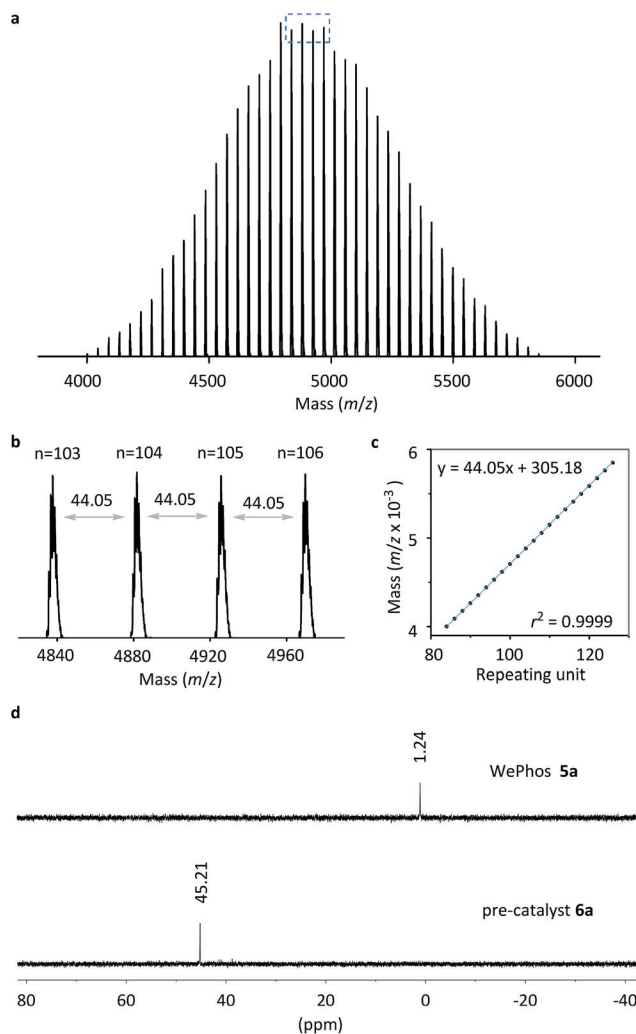 a
4000 4500 5000 5500 6000
Mass (m/z)
b
n=103 n=104 n=105 n=106
44.05 44.05 44.05
4840 4880 4920 4960
Mass (m/z)
c
y = 44.05x + 305.18
r² = 0.9999
Mass (m/z x 10⁻³)
6
5
4
80 100 120
Repeating unit
d
1.24
WePhos 5a
45.21
pre-catalyst 6a
80 60 40 20 0 -20 -40
(ppm)